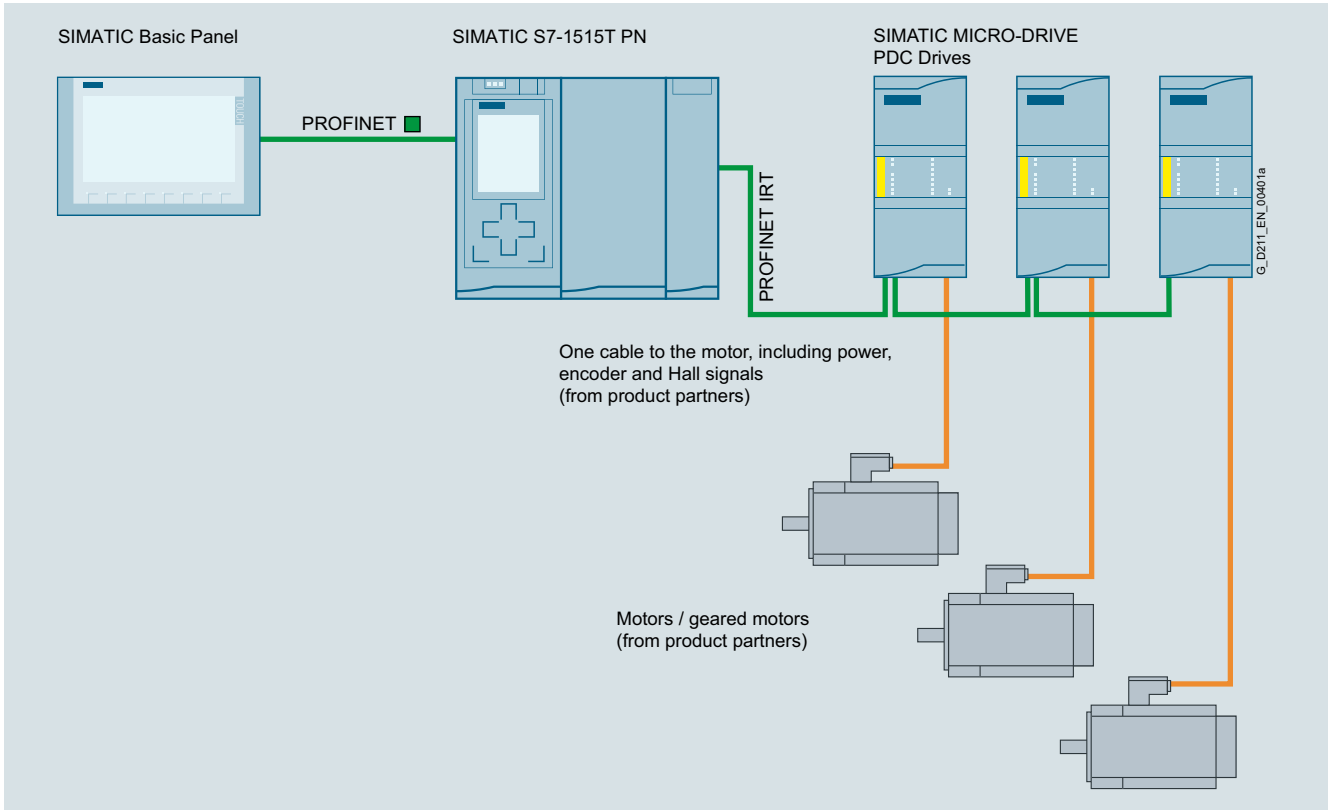 SIMATIC Basic Panel
SIMATIC S7-1515T PN
SIMATIC MICRO-DRIVE
PDC Drives
TOUCH
PROFINET
PROFINET IRT
G_D211_EN_00401a
One cable to the motor, including power,
encoder and Hall signals
(from product partners)
Motors / geared motors
(from product partners)